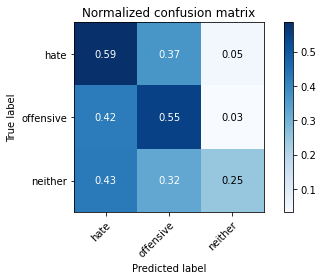 Normalized confusion matrix
True label
hate
0.59 0.37 0.05
offensive
0.42 0.55 0.03
neither
0.43 0.32 0.25
hate
offensive
neither
Predicted label
0.5
0.4
0.3
0.2
0.1